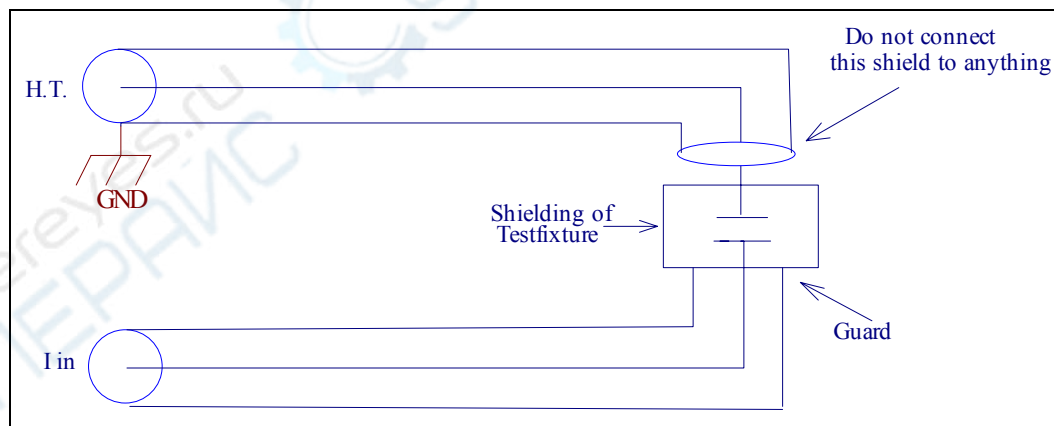 Do not connect
this shield to anything
H.T.
GND
Shielding of
Testfixture
Guard
I in